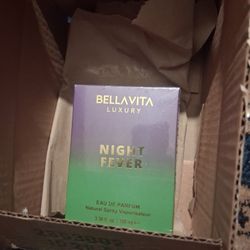 BELLAVITA
LUXURY
NIGHT
FEVER
EAU DE PARFUM
Natural Spray Vaporisateur